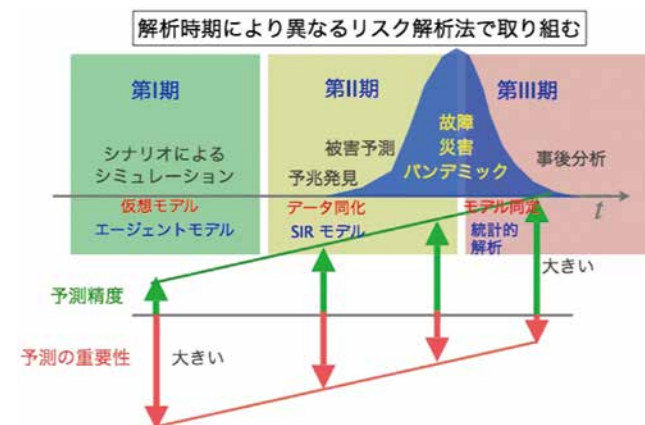 解析時期により異なるリスク解析法で取り組む
第I期
第II期
第III期
シナリオによる
シミュレーション
被害予測
予兆発見
故障
災害
パンデミック
事後分析
仮想モデル
エージェントモデル
データ同化
SIR モデル
モデル同定
統計的
解析
t
予測精度
大きい
予測の重要性
大きい